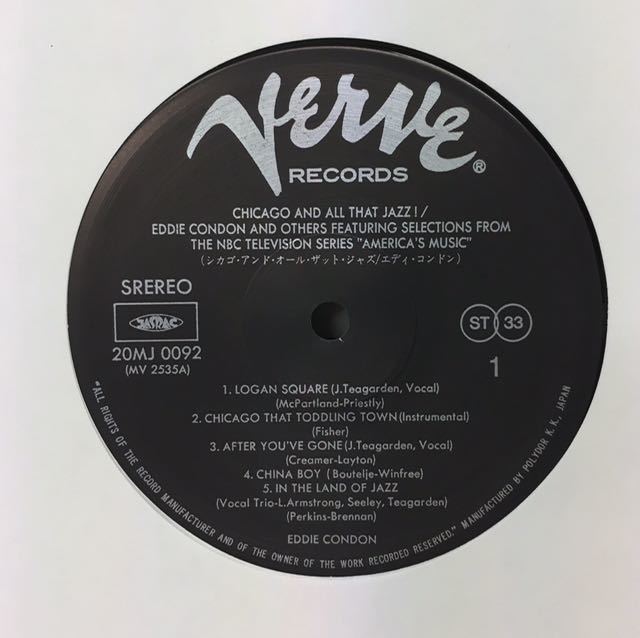 Verve
RECORDS ®
CHICAGO AND ALL THAT JAZZ! /
EDDIE CONDON AND OTHERS FEATURING SELECTIONS FROM
THE NBC TELEVISION SERIES "AMERICA'S MUSIC"
(シカゴ・アンド・オール・ザット・ジャズ/エディ・コンドン)
SREREO
JASRAC
ST 33
20MJ 0092
(MV 2535A)
1
1. LOGAN SQUARE (J.Teagarden, Vocal)
(McPartland-Priestly)
2. CHICAGO THAT TODDLING TOWN (Instrumental)
(Fisher)
3. AFTER YOU'VE GONE (J.Teagarden, Vocal)
(Creamer-Layton)
4. CHINA BOY ( Boutelje-Winfree)
5. IN THE LAND OF JAZZ
(Vocal Trio-L.Armstrong, Seeley, Teagarden)
(Perkins-Brennan)
EDDIE CONDON
"ALL RIGHTS OF THE RECORD MANUFACTURER AND OF THE OWNER OF THE WORK RECORDED RESERVED." MANUFACTURED BY POLYDOR K. K., JAPAN